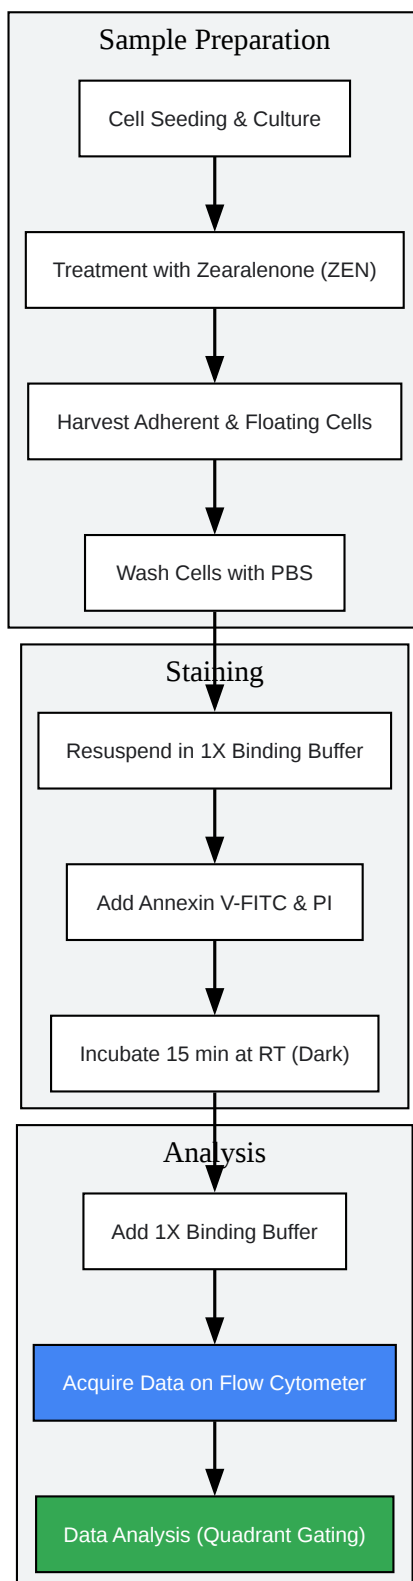 Sample Preparation
Cell Seeding & Culture
Treatment with Zearalenone (ZEN)
Harvest Adherent & Floating Cells
Wash Cells with PBS
Staining
Resuspend in 1X Binding Buffer
Add Annexin V-FITC & PI
Incubate 15 min at RT (Dark)
Analysis
Add 1X Binding Buffer
Acquire Data on Flow Cytometer
Data Analysis (Quadrant Gating)